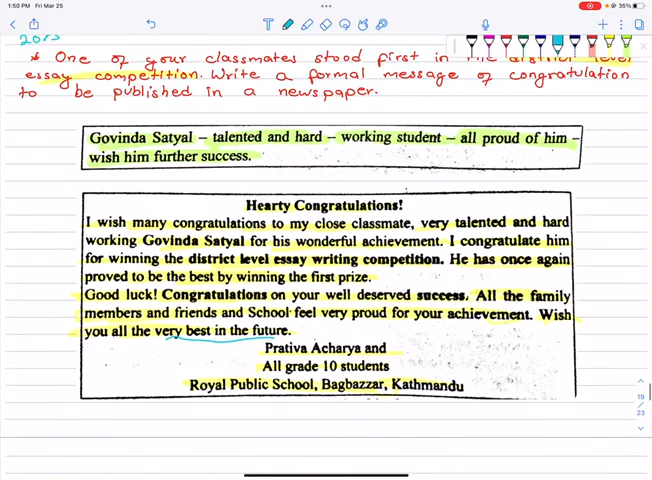 1:50 PM Fri Mar 25
35%
* One of your classmates stood first in the district level
essay competition. Write a formal message of congratulation
to be published in a newspaper.
Govinda Satyal – talented and hard – working student – all proud of him –
wish him further success.
Hearty Congratulations!
I wish many congratulations to my close classmate, very talented and hard
working Govinda Satyal for his wonderful achievement. I congratulate him
for winning the district level essay writing competition. He has once again
proved to be the best by winning the first prize.
Good luck! Congratulations on your well deserved success. All the family
members and friends and School feel very proud for your achievement. Wish
you all the very best in the future.
Prativa Acharya and
All grade 10 students
Royal Public School, Bagbazzar, Kathmandu
19
/
23